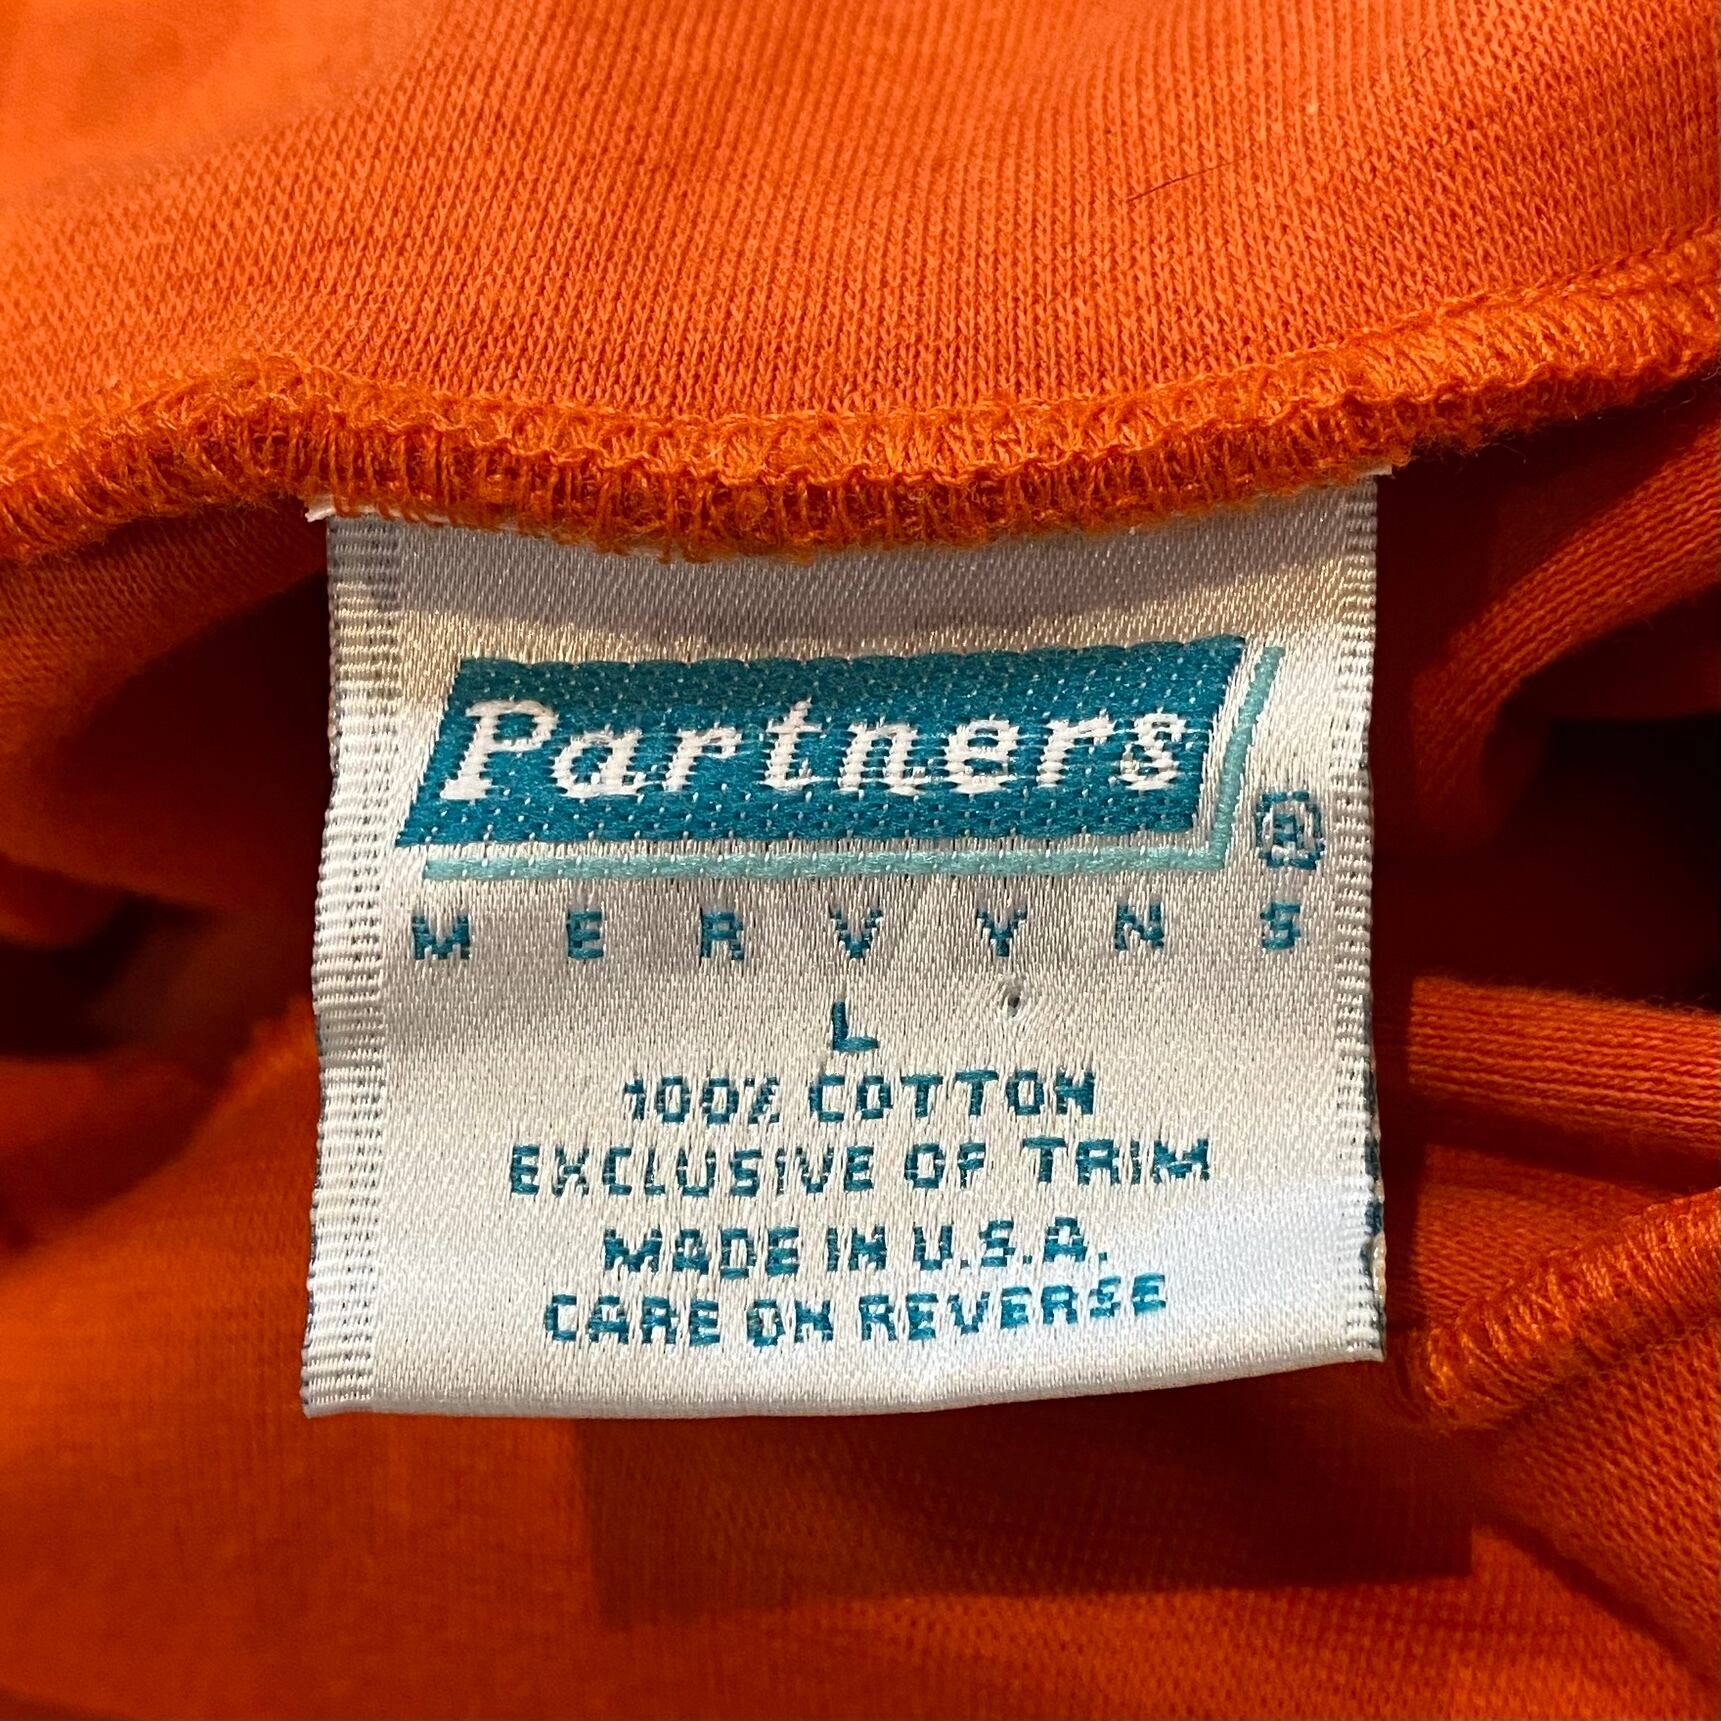 Partners ®
MERVYNS
L
100% COTTON
EXCLUSIVE OF TRIM
MADE IN U.S.A.
CARE ON REVERSE